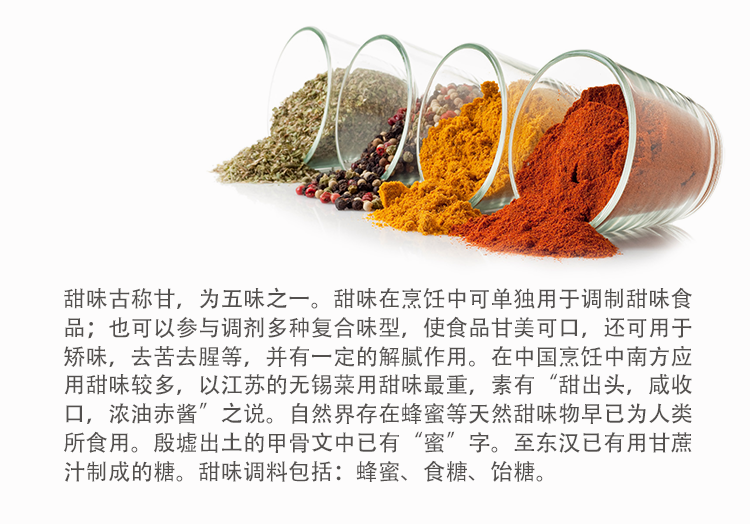 甜味古称甘，为五味之一。甜味在烹饪中可单独用于调制甜味食
品；也可以参与调剂多种复合味型，使食品甘美可口，还可用于
矫味，去苦去腥等，并有一定的解腻作用。在中国烹饪中南方应
用甜味较多，以江苏的无锡菜用甜味最重，素有“甜出头，咸收
口，浓油赤酱”之说。自然界存在蜂蜜等天然甜味物早已为人类
所食用。殷墟出土的甲骨文中已有“蜜”字。至东汉已有用甘蔗
汁制成的糖。甜味调料包括：蜂蜜、食糖、饴糖。